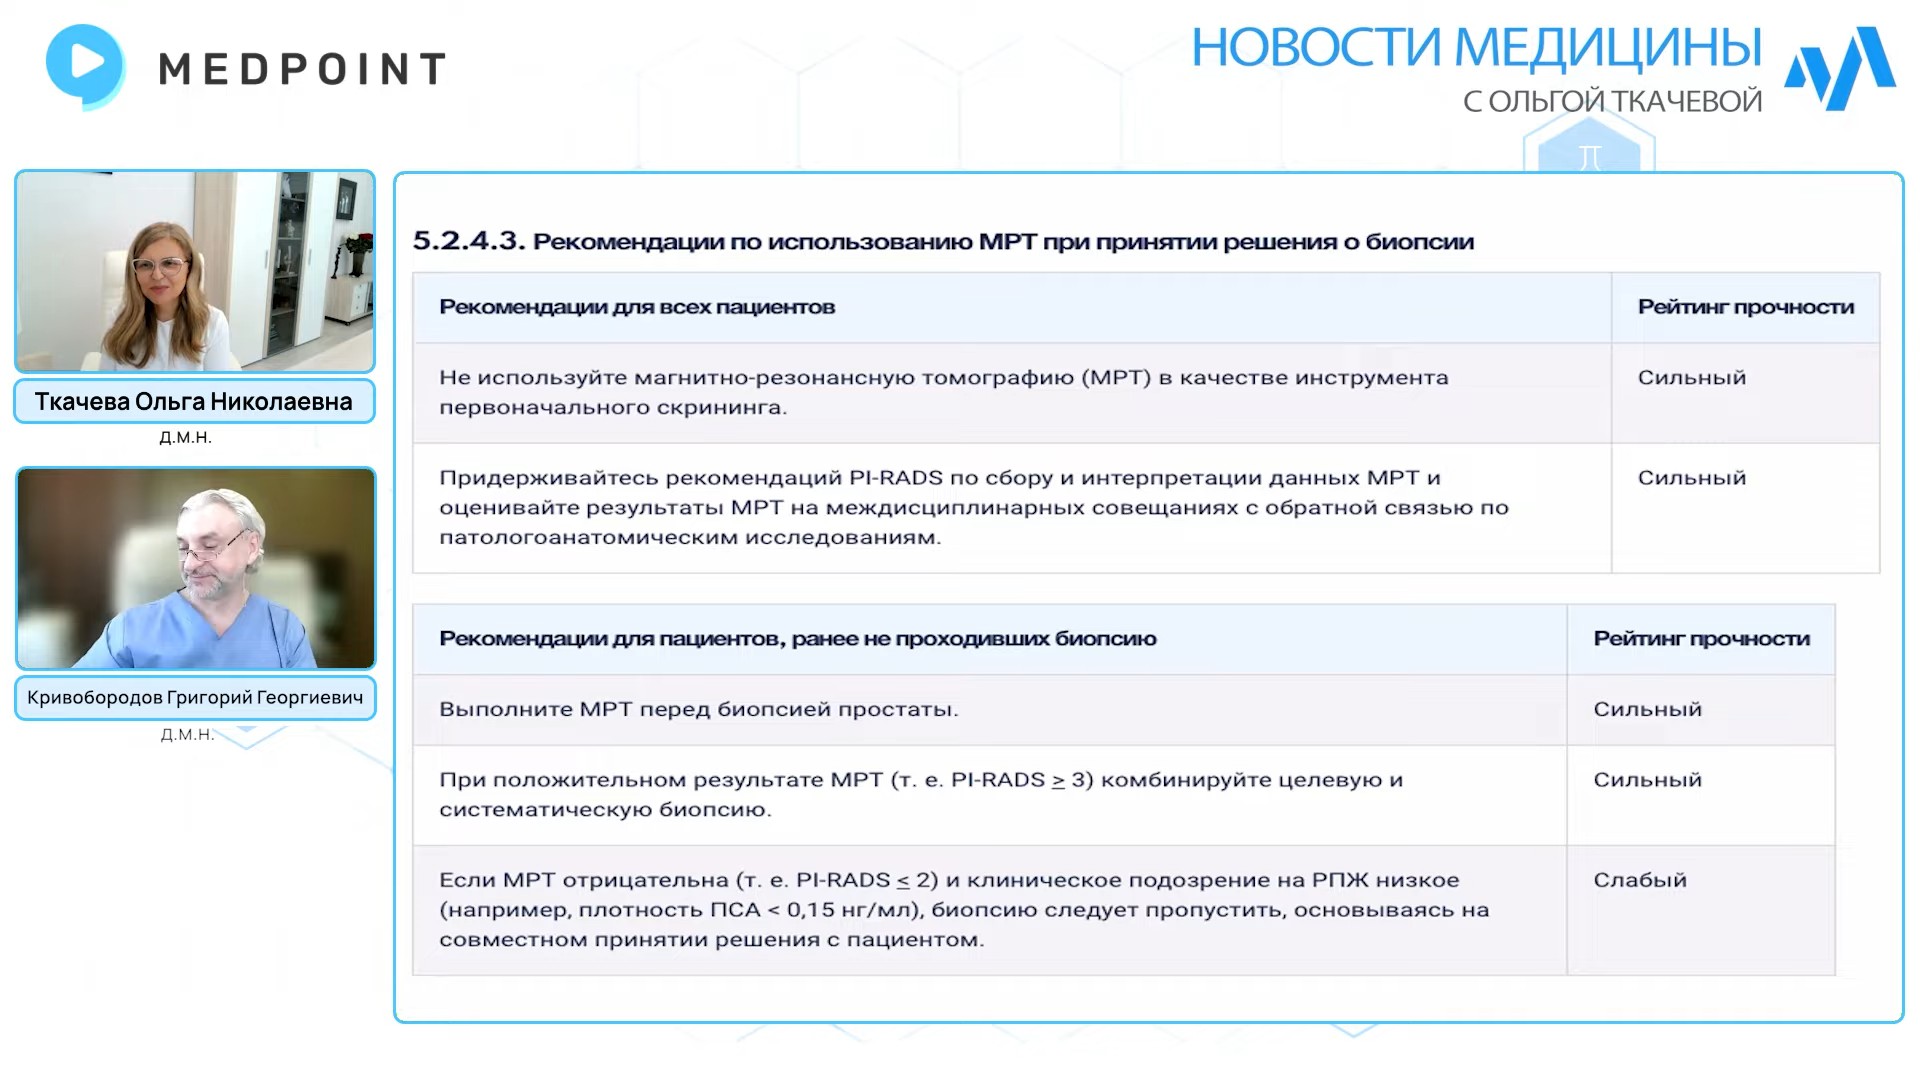 MEDPOINT
НОВОСТИ МЕДИЦИНЫ
С ОЛЬГОЙ ТКАЧЕВОЙ
Ткачева Ольга Николаевна
Д.М.Н.
Кривобородов Григорий Георгиевич
Д.М.Н.
5.2.4.3. Рекомендации по использованию МРТ при принятии решения о биопсии
Рекомендации для всех пациентов
Рейтинг прочности
Не используйте магнитно-резонансную томографию (МРТ) в качестве инструмента
первоначального скрининга.
Сильный
Придерживайтесь рекомендаций PI-RADS по сбору и интерпретации данных МРТ и
оценивайте результаты МРТ на междисциплинарных совещаниях с обратной связью по
патологоанатомическим исследованиям.
Сильный
Рекомендации для пациентов, ранее не проходивших биопсию
Рейтинг прочности
Выполните МРТ перед биопсией простаты.
Сильный
При положительном результате МРТ (т. е. PI-RADS ≥ 3) комбинируйте целевую и
систематическую биопсию.
Сильный
Если МРТ отрицательна (т. е. PI-RADS ≤ 2) и клиническое подозрение на РПЖ низкое
(например, плотность ПСА < 0,15 нг/мл), биопсию следует пропустить, основываясь на
совместном принятии решения с пациентом.
Слабый